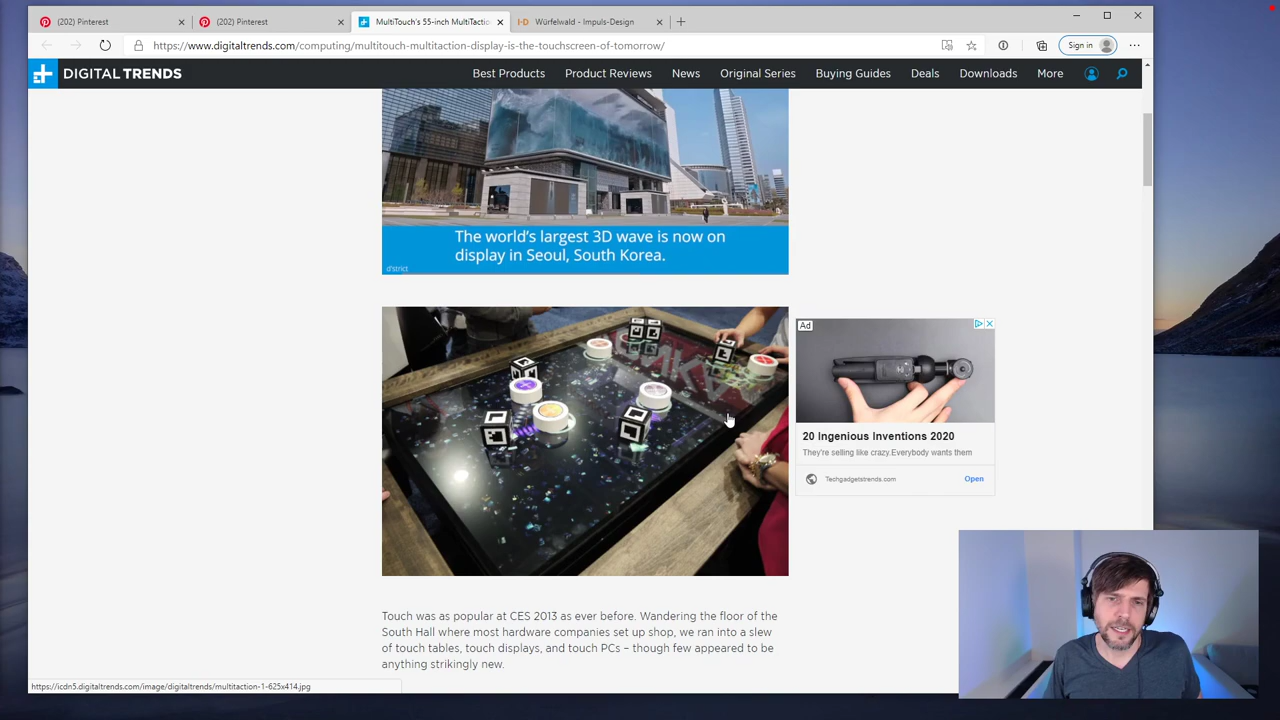 (202) Pinterest
(202) Pinterest
MultiTouch's 55-inch MultiTactio
I-D Würfelwald - Impuls-Design
https://www.digitaltrends.com/computing/multitouch-multitaction-display-is-the-touchscreen-of-tomorrow/
Sign in
DIGITAL TRENDS
Best Products
Product Reviews
News
Original Series
Buying Guides
Deals
Downloads
More
The world's largest 3D wave is now on
display in Seoul, South Korea.
d'strict
Ad
20 Ingenious Inventions 2020
They're selling like crazy.Everybody wants them
Techgadgetstrends.com
Open
Touch was as popular at CES 2013 as ever before. Wandering the floor of the
South Hall where most hardware companies set up shop, we ran into a slew
of touch tables, touch displays, and touch PCs – though few appeared to be
anything strikingly new.
https://icdn5.digitaltrends.com/image/digitaltrends/multitaction-1-625x414.jpg